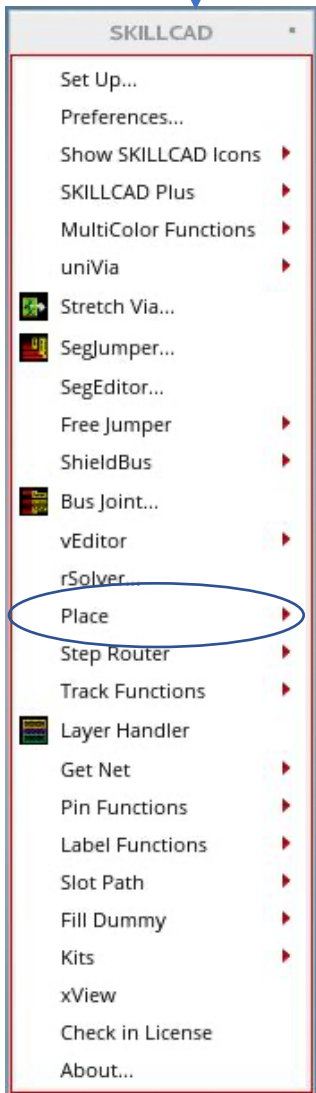 SKILLCAD
Set Up...
Preferences...
Show SKILLCAD Icons
SKILLCAD Plus
MultiColor Functions
uniVia
Stretch Via...
SegJumper...
SegEditor...
Free Jumper
ShieldBus
Bus Joint...
vEditor
rSolver...
Place
Step Router
Track Functions
Layer Handler
Get Net
Pin Functions
Label Functions
Slot Path
Fill Dummy
Kits
xView
Check in License
About...